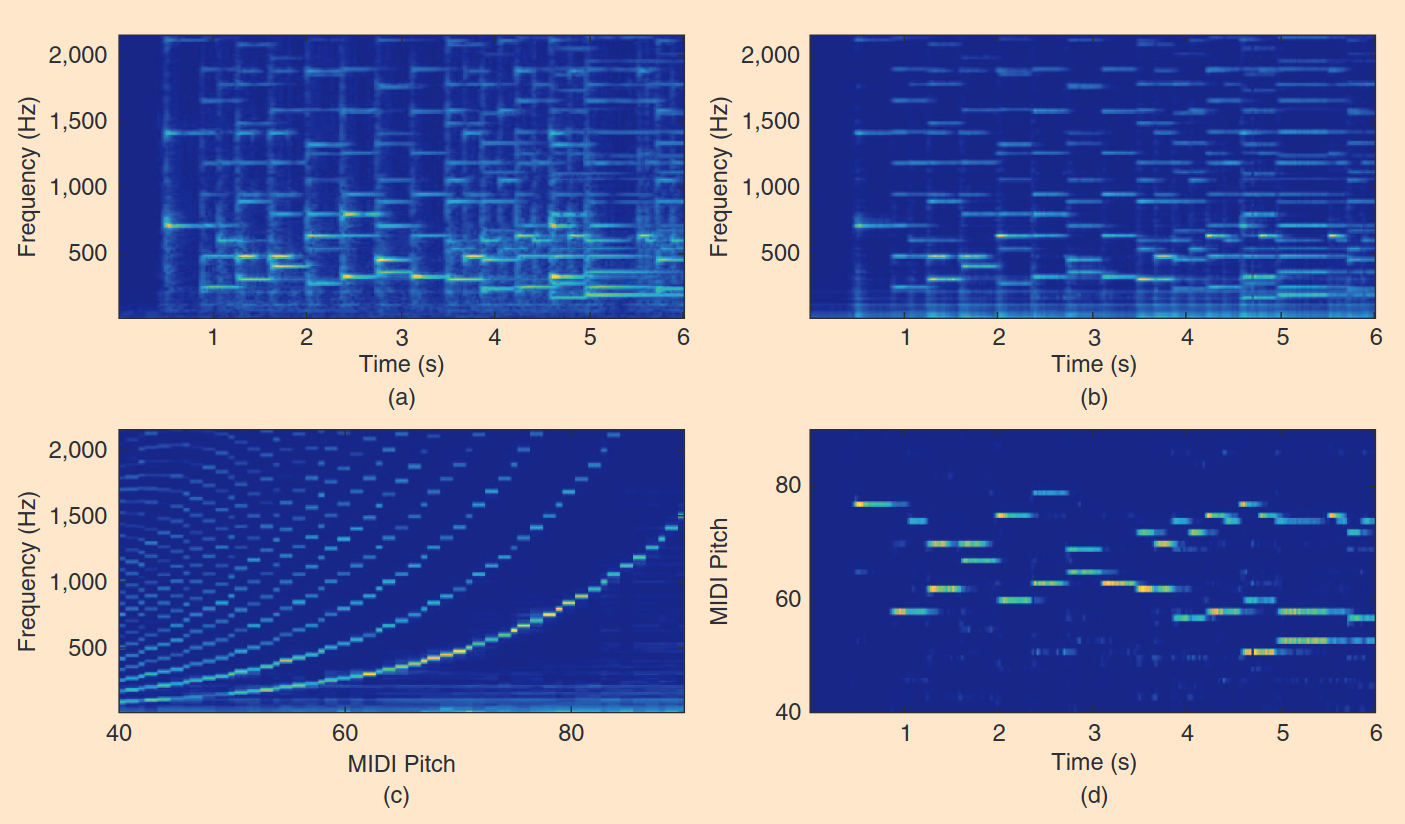 2,000
1,500
1,000
500
Frequency (Hz)
1 2 3 4 5 6
Time (s)
(a)
2,000
1,500
1,000
500
Frequency (Hz)
1 2 3 4 5 6
Time (s)
(b)
2,000
1,500
1,000
500
Frequency (Hz)
40 60 80
MIDI Pitch
(c)
80
60
40
MIDI Pitch
1 2 3 4 5 6
Time (s)
(d)